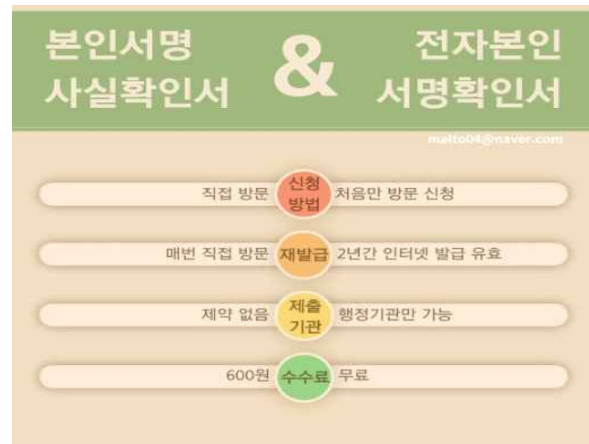 본인서명 & 전자본인
사실확인서 서명확인서
malto04@naver.com
직접 방문 신청 방법 처음만 방문 신청
매번 직접 방문 재발급 2년간 인터넷 발급 유효
제약 없음 제출 기관 행정기관만 가능
600원 수수료 무료